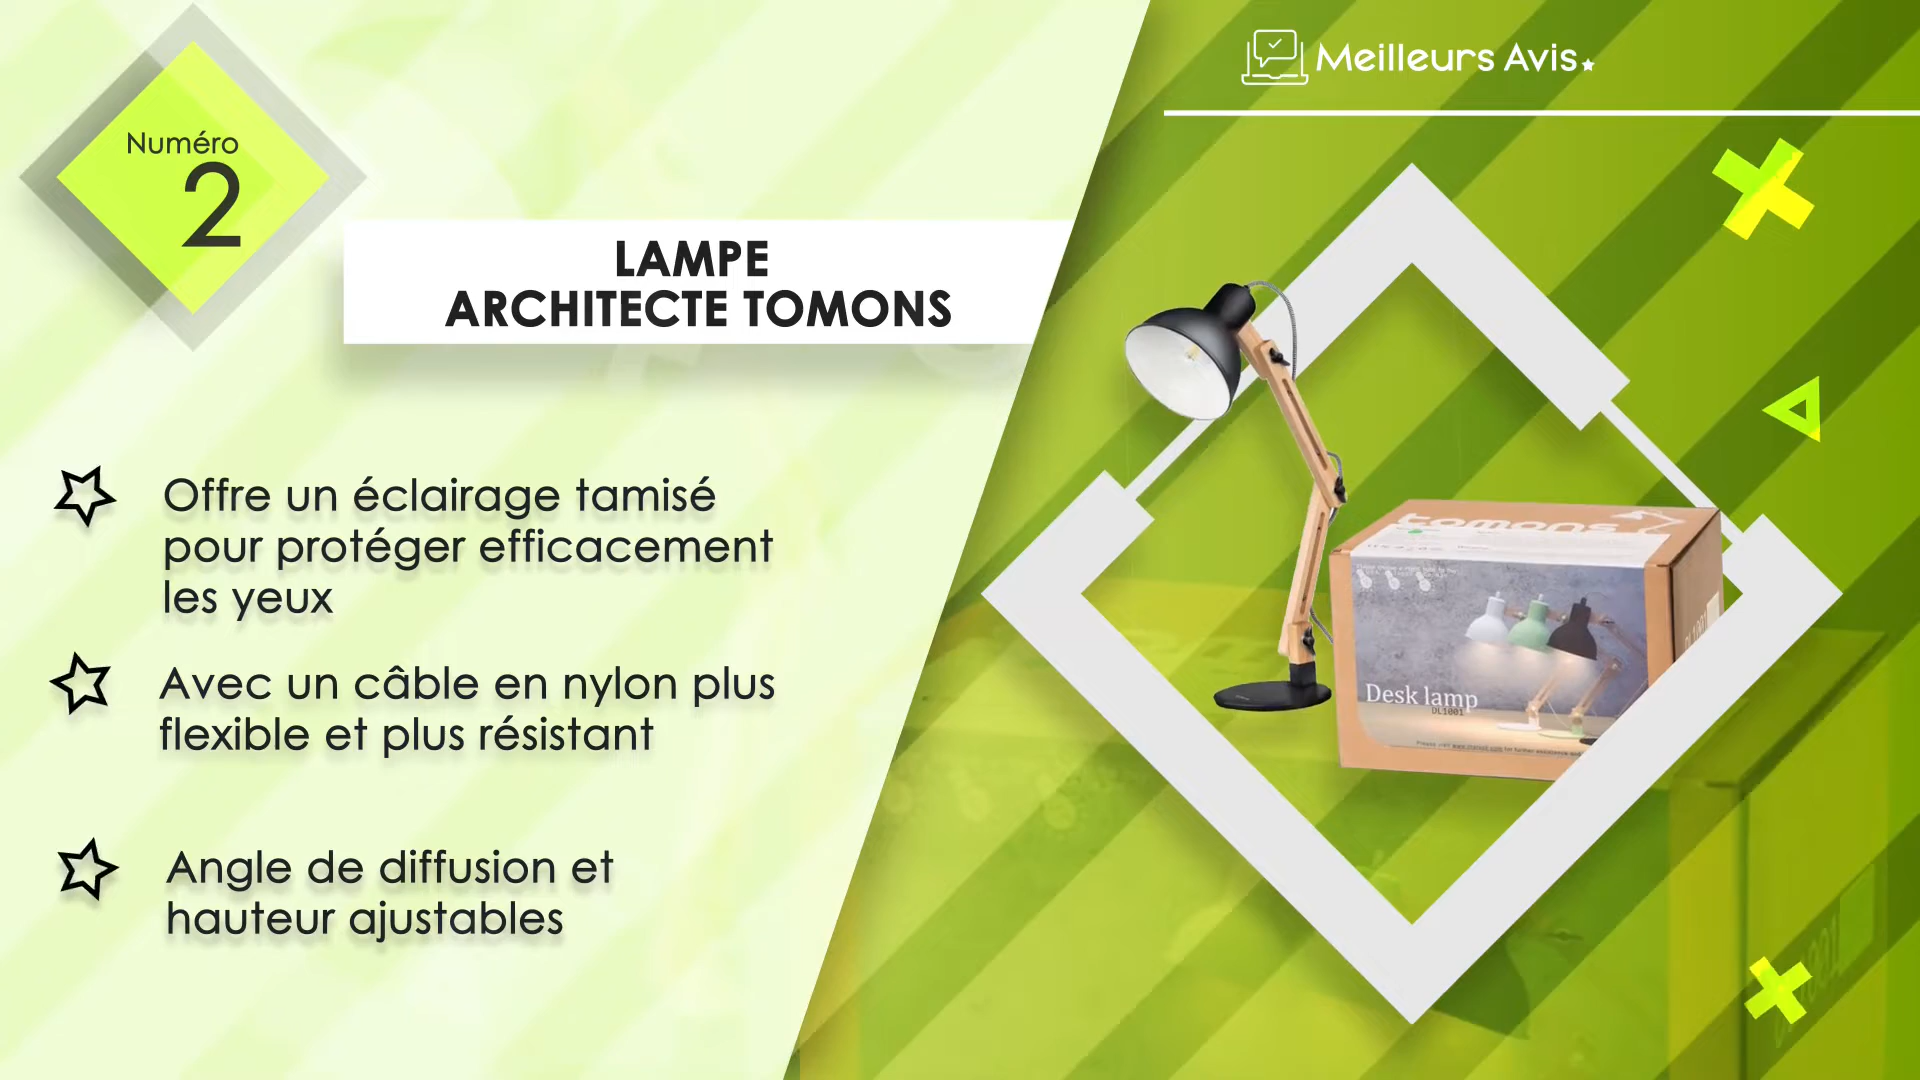 Numéro
2
Meilleurs Avis
LAMPE
ARCHITECTE TOMONS
Offre un éclairage tamisé
pour protéger efficacement
les yeux
Avec un câble en nylon plus
flexible et plus résistant
Angle de diffusion et
hauteur ajustables
tomons
Desk lamp
DL1001